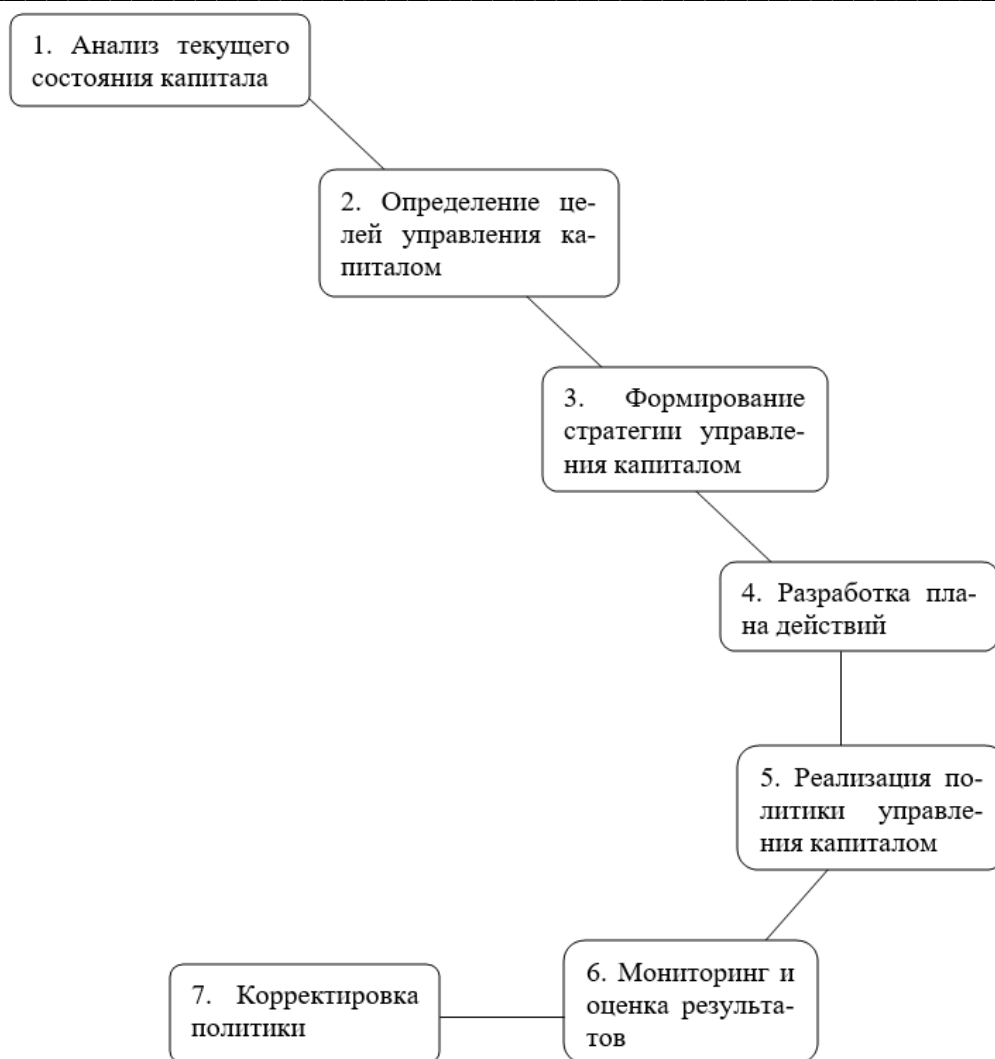 1. Анализ текущего
состояния капитала
2. Определение це-
лей управления ка-
питалом
3. Формирование
стратегии управле-
ния капиталом
4. Разработка пла-
на действий
5. Реализация по-
литики управле-
ния капиталом
6. Мониторинг и
оценка результа-
тов
7. Корректировка
политики